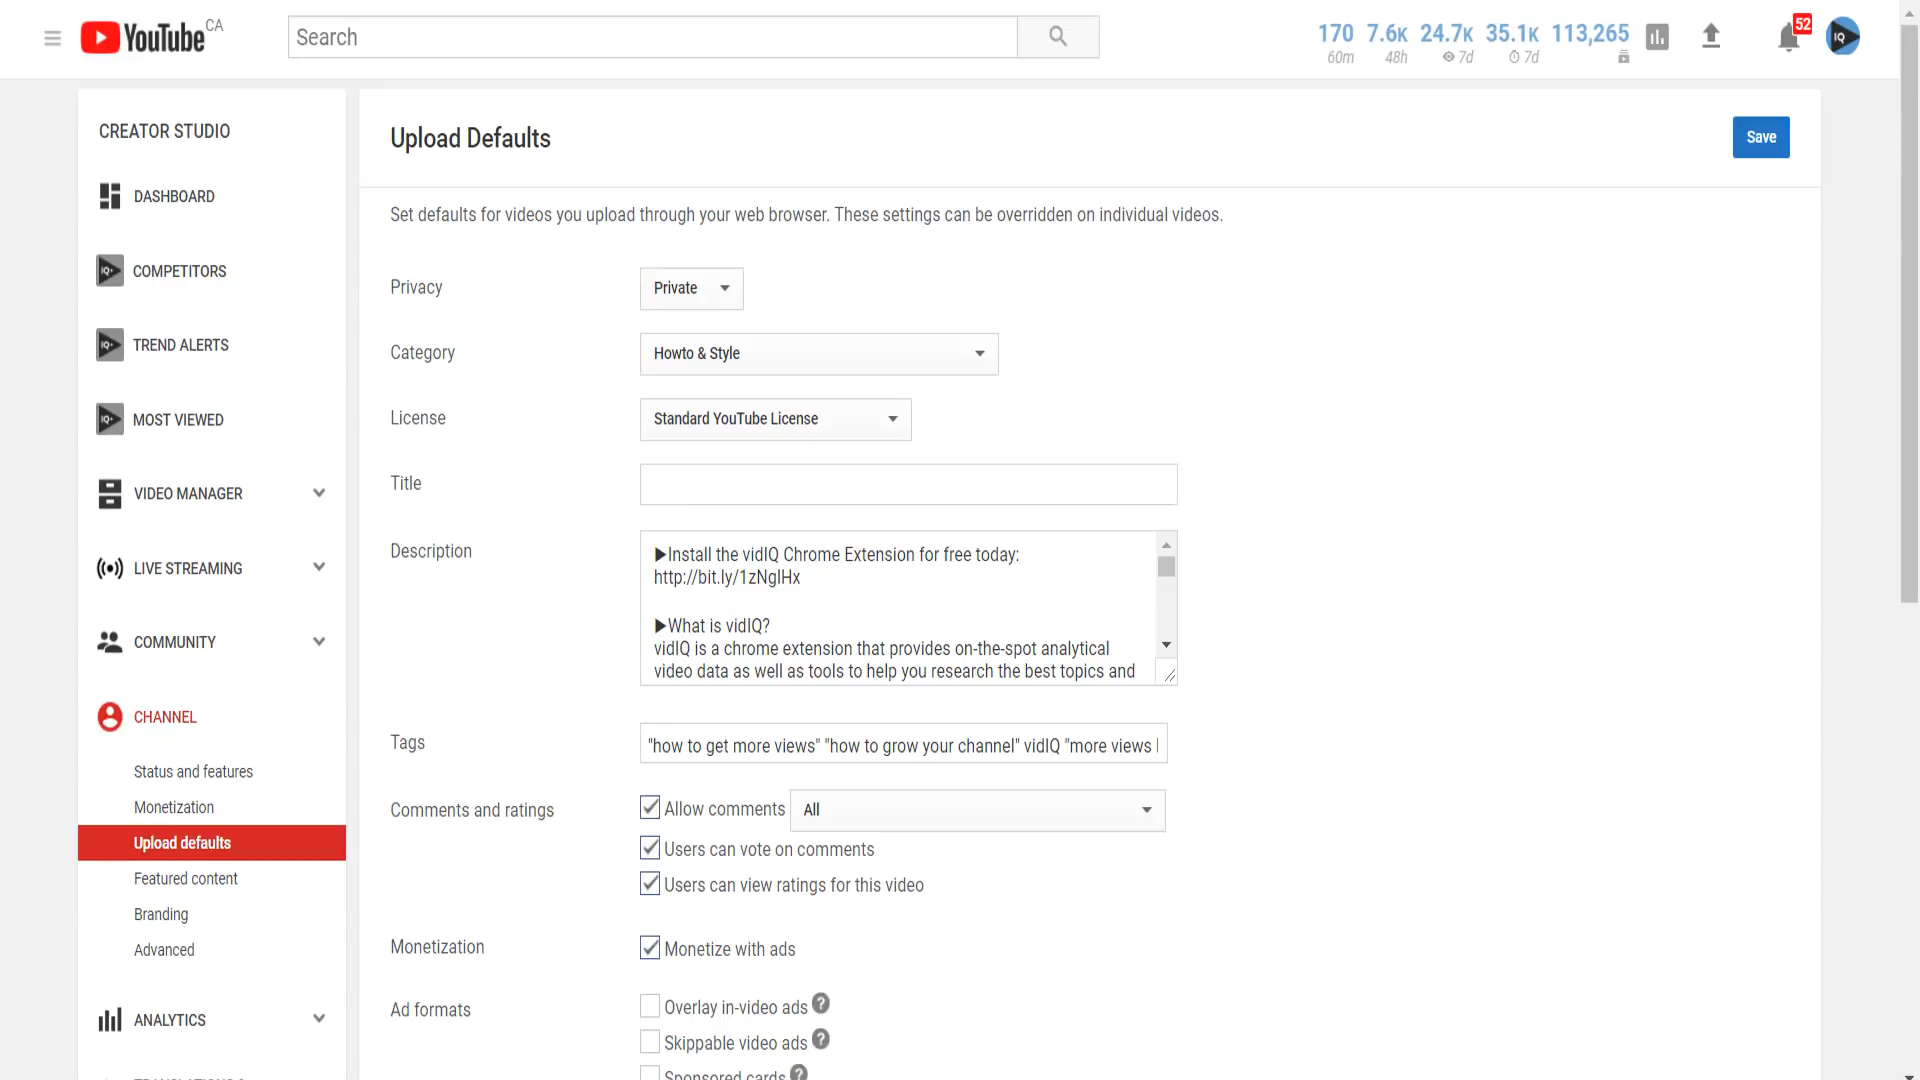 YouTube CA
Search
170 7.6K 24.7K 35.1K 113,265
60m 48h 7d 7d
52
IQ
CREATOR STUDIO
DASHBOARD
IQ+ COMPETITORS
IQ+ TREND ALERTS
IQ+ MOST VIEWED
VIDEO MANAGER
LIVE STREAMING
COMMUNITY
CHANNEL
Status and features
Monetization
Upload defaults
Featured content
Branding
Advanced
ANALYTICS
Upload Defaults
Save
Set defaults for videos you upload through your web browser. These settings can be overridden on individual videos.
Privacy Private
Category Howto & Style
License Standard YouTube License
Title
Description
▶Install the vidIQ Chrome Extension for free today:
http://bit.ly/1zNgIHx
▶What is vidIQ?
vidIQ is a chrome extension that provides on-the-spot analytical
video data as well as tools to help you research the best topics and
Tags "how to get more views" "how to grow your channel" vidIQ "more views
Comments and ratings Allow comments All
Users can vote on comments
Users can view ratings for this video
Monetization Monetize with ads
Ad formats Overlay in-video ads ?
Skippable video ads ?
Sponsored cards ?